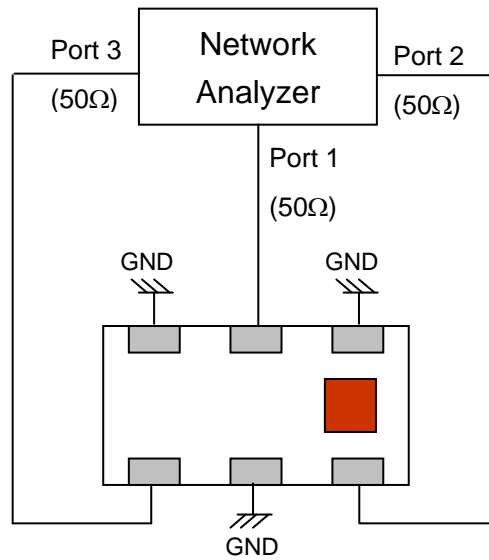 Network
Analyzer
Port 3
(50Ω)
Port 2
(50Ω)
Port 1
(50Ω)
GND
GND
GND